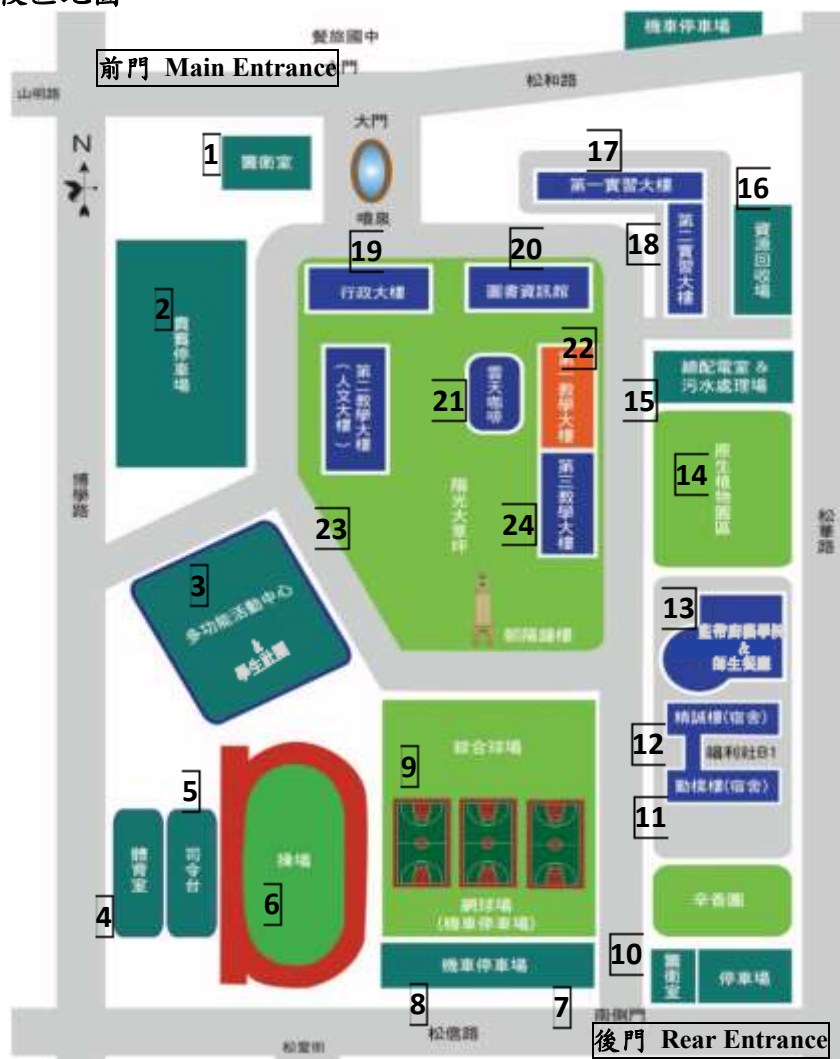 校區地圖
機車停車場
餐旅國中
前門 Main Entrance
大門
松和路
山明路
大門
N
1
警衛室
噴泉
17
第一實習大樓
16
資源回收場
18
第二實習大樓
19
行政大樓
20
圖書資訊館
2
貴賓停車場
22
第一教學大樓
21
雲天咖啡
第二教學大樓
(人文大樓)
15
總配電室 &
污水處理場
14
原生植物園區
博學路
松華路
23
陽光大草坪
24
第三教學大樓
3
多功能活動中心
&
學生社團
13
藍帶廚藝學院
&
師生餐廳
朝陽鐘樓
12
精誠樓(宿舍)
福利社B1
11
勤樸樓(宿舍)
9
綜合球場
5
司令台
4
體育室
6
操場
網球場
(機車停車場)
辛香園
10
警衛室
停車場
機車停車場
8
7
松信路
南側門
後門 Rear Entrance